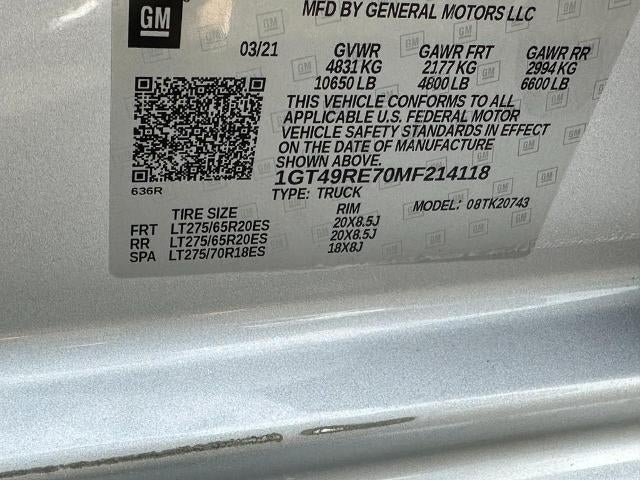 GM
MFD BY GENERAL MOTORS LLC
03/21 GVWR GAWR FRT GAWR RR
4831 KG 2177 KG 2994 KG
10650 LB 4800 LB 6600 LB
THIS VEHICLE CONFORMS TO ALL
APPLICABLE U.S. FEDERAL MOTOR
VEHICLE SAFETY STANDARDS IN EFFECT
ON THE DATE OF MANUFACTURE
SHOWN ABOVE.
636R
1GT49RE70MF214118
TYPE: TRUCK MODEL: 08TK20743
TIRE SIZE RIM
FRT LT275/65R20ES 20X8.5J
RR LT275/65R20ES 20X8.5J
SPA LT275/70R18ES 18X8J